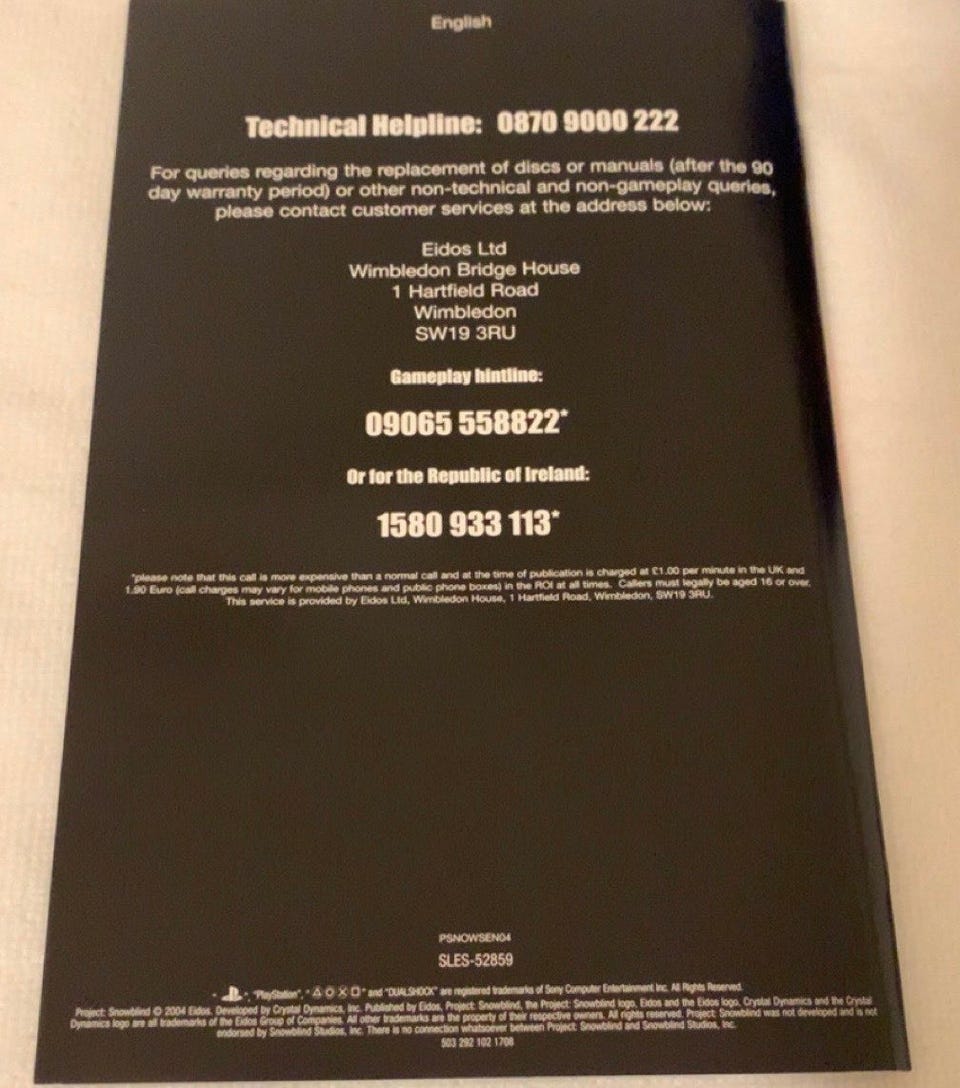 English
Technical Helpline: 0870 9000 222
For queries regarding the replacement of discs or manuals (after the 90
day warranty period) or other non-technical and non-gameplay queries,
please contact customer services at the address below:
Eidos Ltd
Wimbledon Bridge House
1 Hartfield Road
Wimbledon
SW19 3RU
Gameplay hintline:
09065 558822*
Or for the Republic of Ireland:
1580 933 113*
*please note that this call is more expensive than a normal call and at the time of publication is charged at £1.00 per minute in the UK and
1.90 Euro (call charges may vary for mobile phones and public phone boxes) in the ROI at all times. Callers must legally be aged 16 or over.
This service is provided by Eidos Ltd, Wimbledon House, 1 Hartfield Road, Wimbledon, SW19 3RU.
PSNOWSEN04
SLES-52859
", "PlayStation", "△○✕□" and "DUALSHOCK" are registered trademarks of Sony Computer Entertainment Inc. All Rights Reserved.
Project: Snowblind © 2004 Eidos. Developed by Crystal Dynamics, Inc. Published by Eidos, Project: Snowblind, the Project: Snowblind logo, Eidos and the Eidos logo, Crystal Dynamics and the Crystal
Dynamics logo are all trademarks of the Eidos Group of Companies. All other trademarks are the property of their respective owners. All rights reserved. Project: Snowblind was not developed and is not
endorsed by Snowblind Studios, Inc. There is no connection whatsoever between Project: Snowblind and Snowblind Studios, Inc.
503 292 102 1708